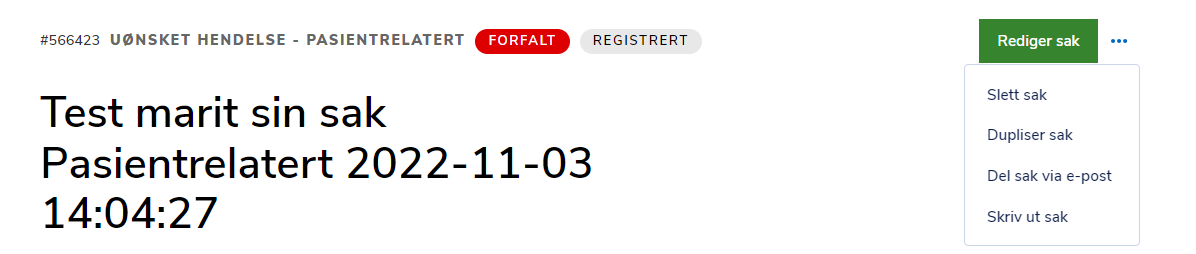 #566423 UØNSKET HENDELSE - PASIENTRELATERT FORFALT REGISTRERT
Rediger sak
Test marit sin sak
Pasientrelatert 2022-11-03
14:04:27
Slett sak
Dupliser sak
Del sak via e-post
Skriv ut sak